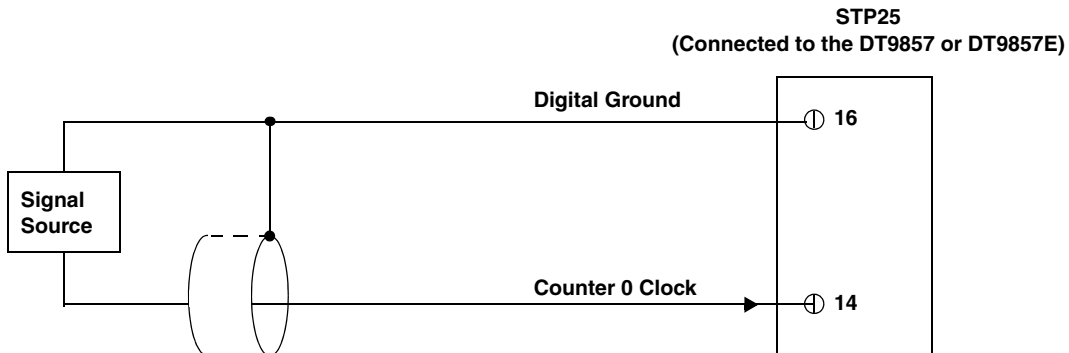 STP25
(Connected to the DT9857 or DT9857E)
Digital Ground
16
Signal
Source
Counter 0 Clock
14